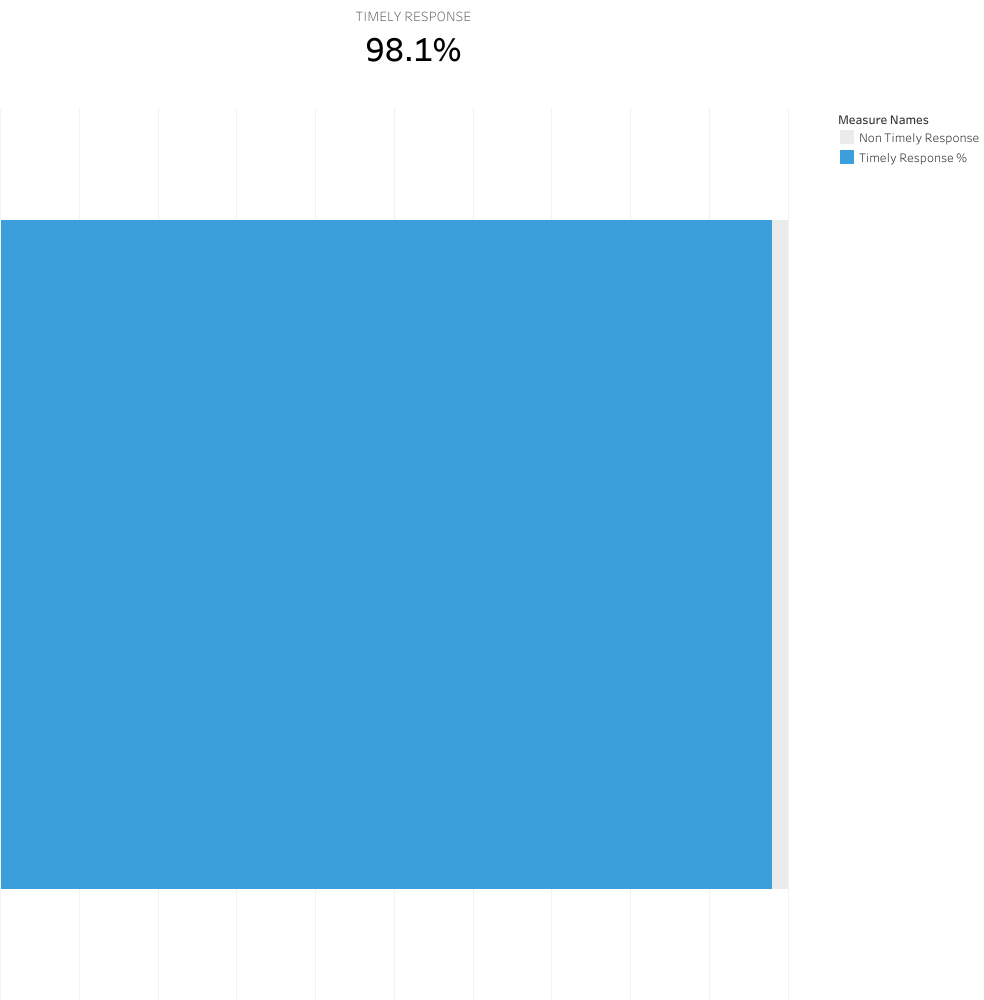 TIMELY RESPONSE
98.1%
Measure Names
Non Timely Response
Timely Response %